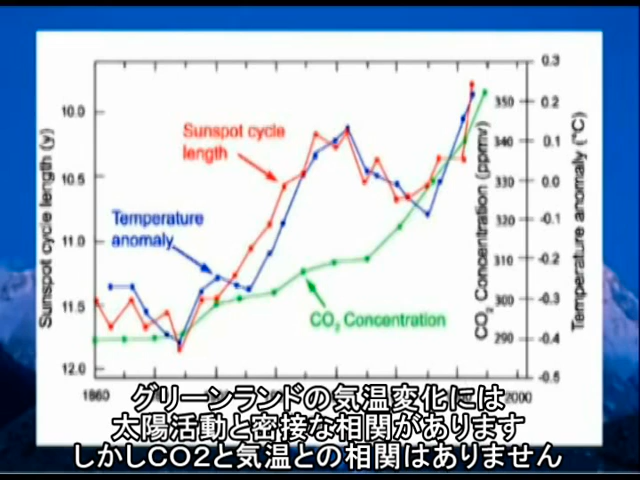 Sunspot cycle length (y)
10.0
10.5
11.0
11.5
12.0
Sunspot cycle
length
Temperature
anomaly
CO2 Concentration
350
340
330
320
310
300
290
CO2 Concentration (ppmv)
0.3
0.2
0.1
0.0
-0.1
-0.2
-0.3
-0.4
-0.5
Temperature anomaly (°C)
1860
2000
グリーンランドの気温変化には
太陽活動と密接な相関があります
しかしCO2と気温との相関はありません